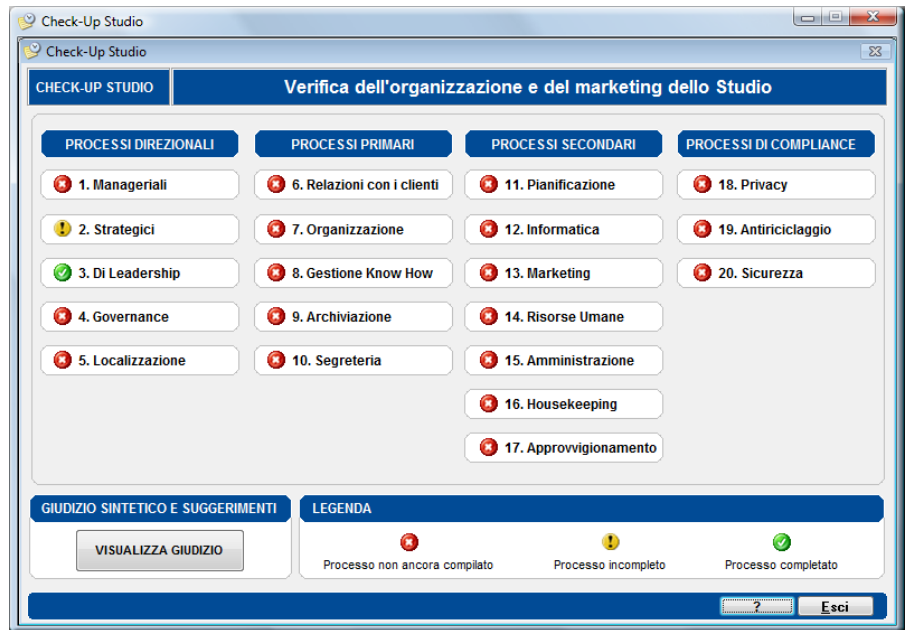 Check-Up Studio
Check-Up Studio
CHECK-UP STUDIO
Verifica dell'organizzazione e del marketing dello Studio
PROCESSI DIREZIONALI
1. Manageriali
2. Strategici
3. Di Leadership
4. Governance
5. Localizzazione
PROCESSI PRIMARI
6. Relazioni con i clienti
7. Organizzazione
8. Gestione Know How
9. Archiviazione
10. Segreteria
PROCESSI SECONDARI
11. Pianificazione
12. Informatica
13. Marketing
14. Risorse Umane
15. Amministrazione
16. Housekeeping
17. Approvvigionamento
PROCESSI DI COMPLIANCE
18. Privacy
19. Antiriciclaggio
20. Sicurezza
GIUDIZIO SINTETICO E SUGGERIMENTI
VISUALIZZA GIUDIZIO
LEGENDA
Processo non ancora compilato
Processo incompleto
Processo completato
?
Esci